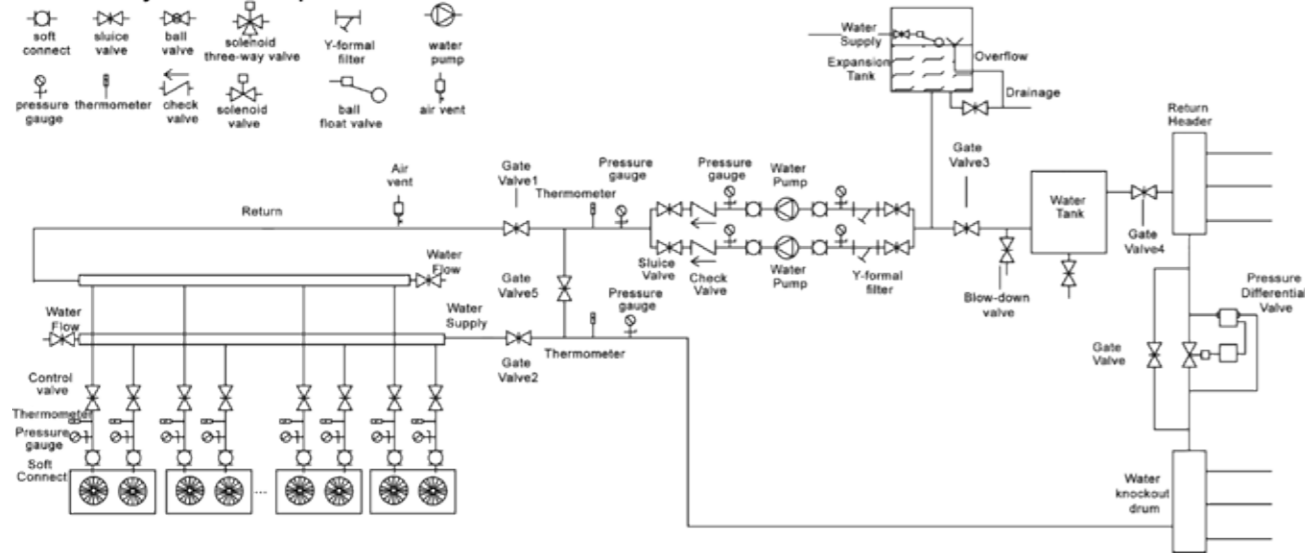 soft
connect
sluice
valve
ball
valve
solenoid
three-way valve
Y-formal
filter
water
pump
pressure
gauge
thermometer
check
valve
solenoid
valve
ball
float valve
air vent
Water
Supply
Expansion
Tank
Overflow
Drainage
Return
Header
Air
vent
Gate
Valve1
Pressure
gauge
Thermometer
Pressure
gauge
Water
Pump
Gate
Valve3
Return
Water
Tank
Gate
Valve4
Water
Flow
Gate
Valve5
Sluice
Valve
Check
Valve
Water
Pump
Y-formal
filter
Blow-down
valve
Pressure
Differential
Valve
Pressure
gauge
Water
Flow
Water
Supply
Thermometer
Gate
Valve2
Gate
Valve
Control
valve
Thermometer
Pressure
gauge
Soft
Connect
....
Water
knockout
drum